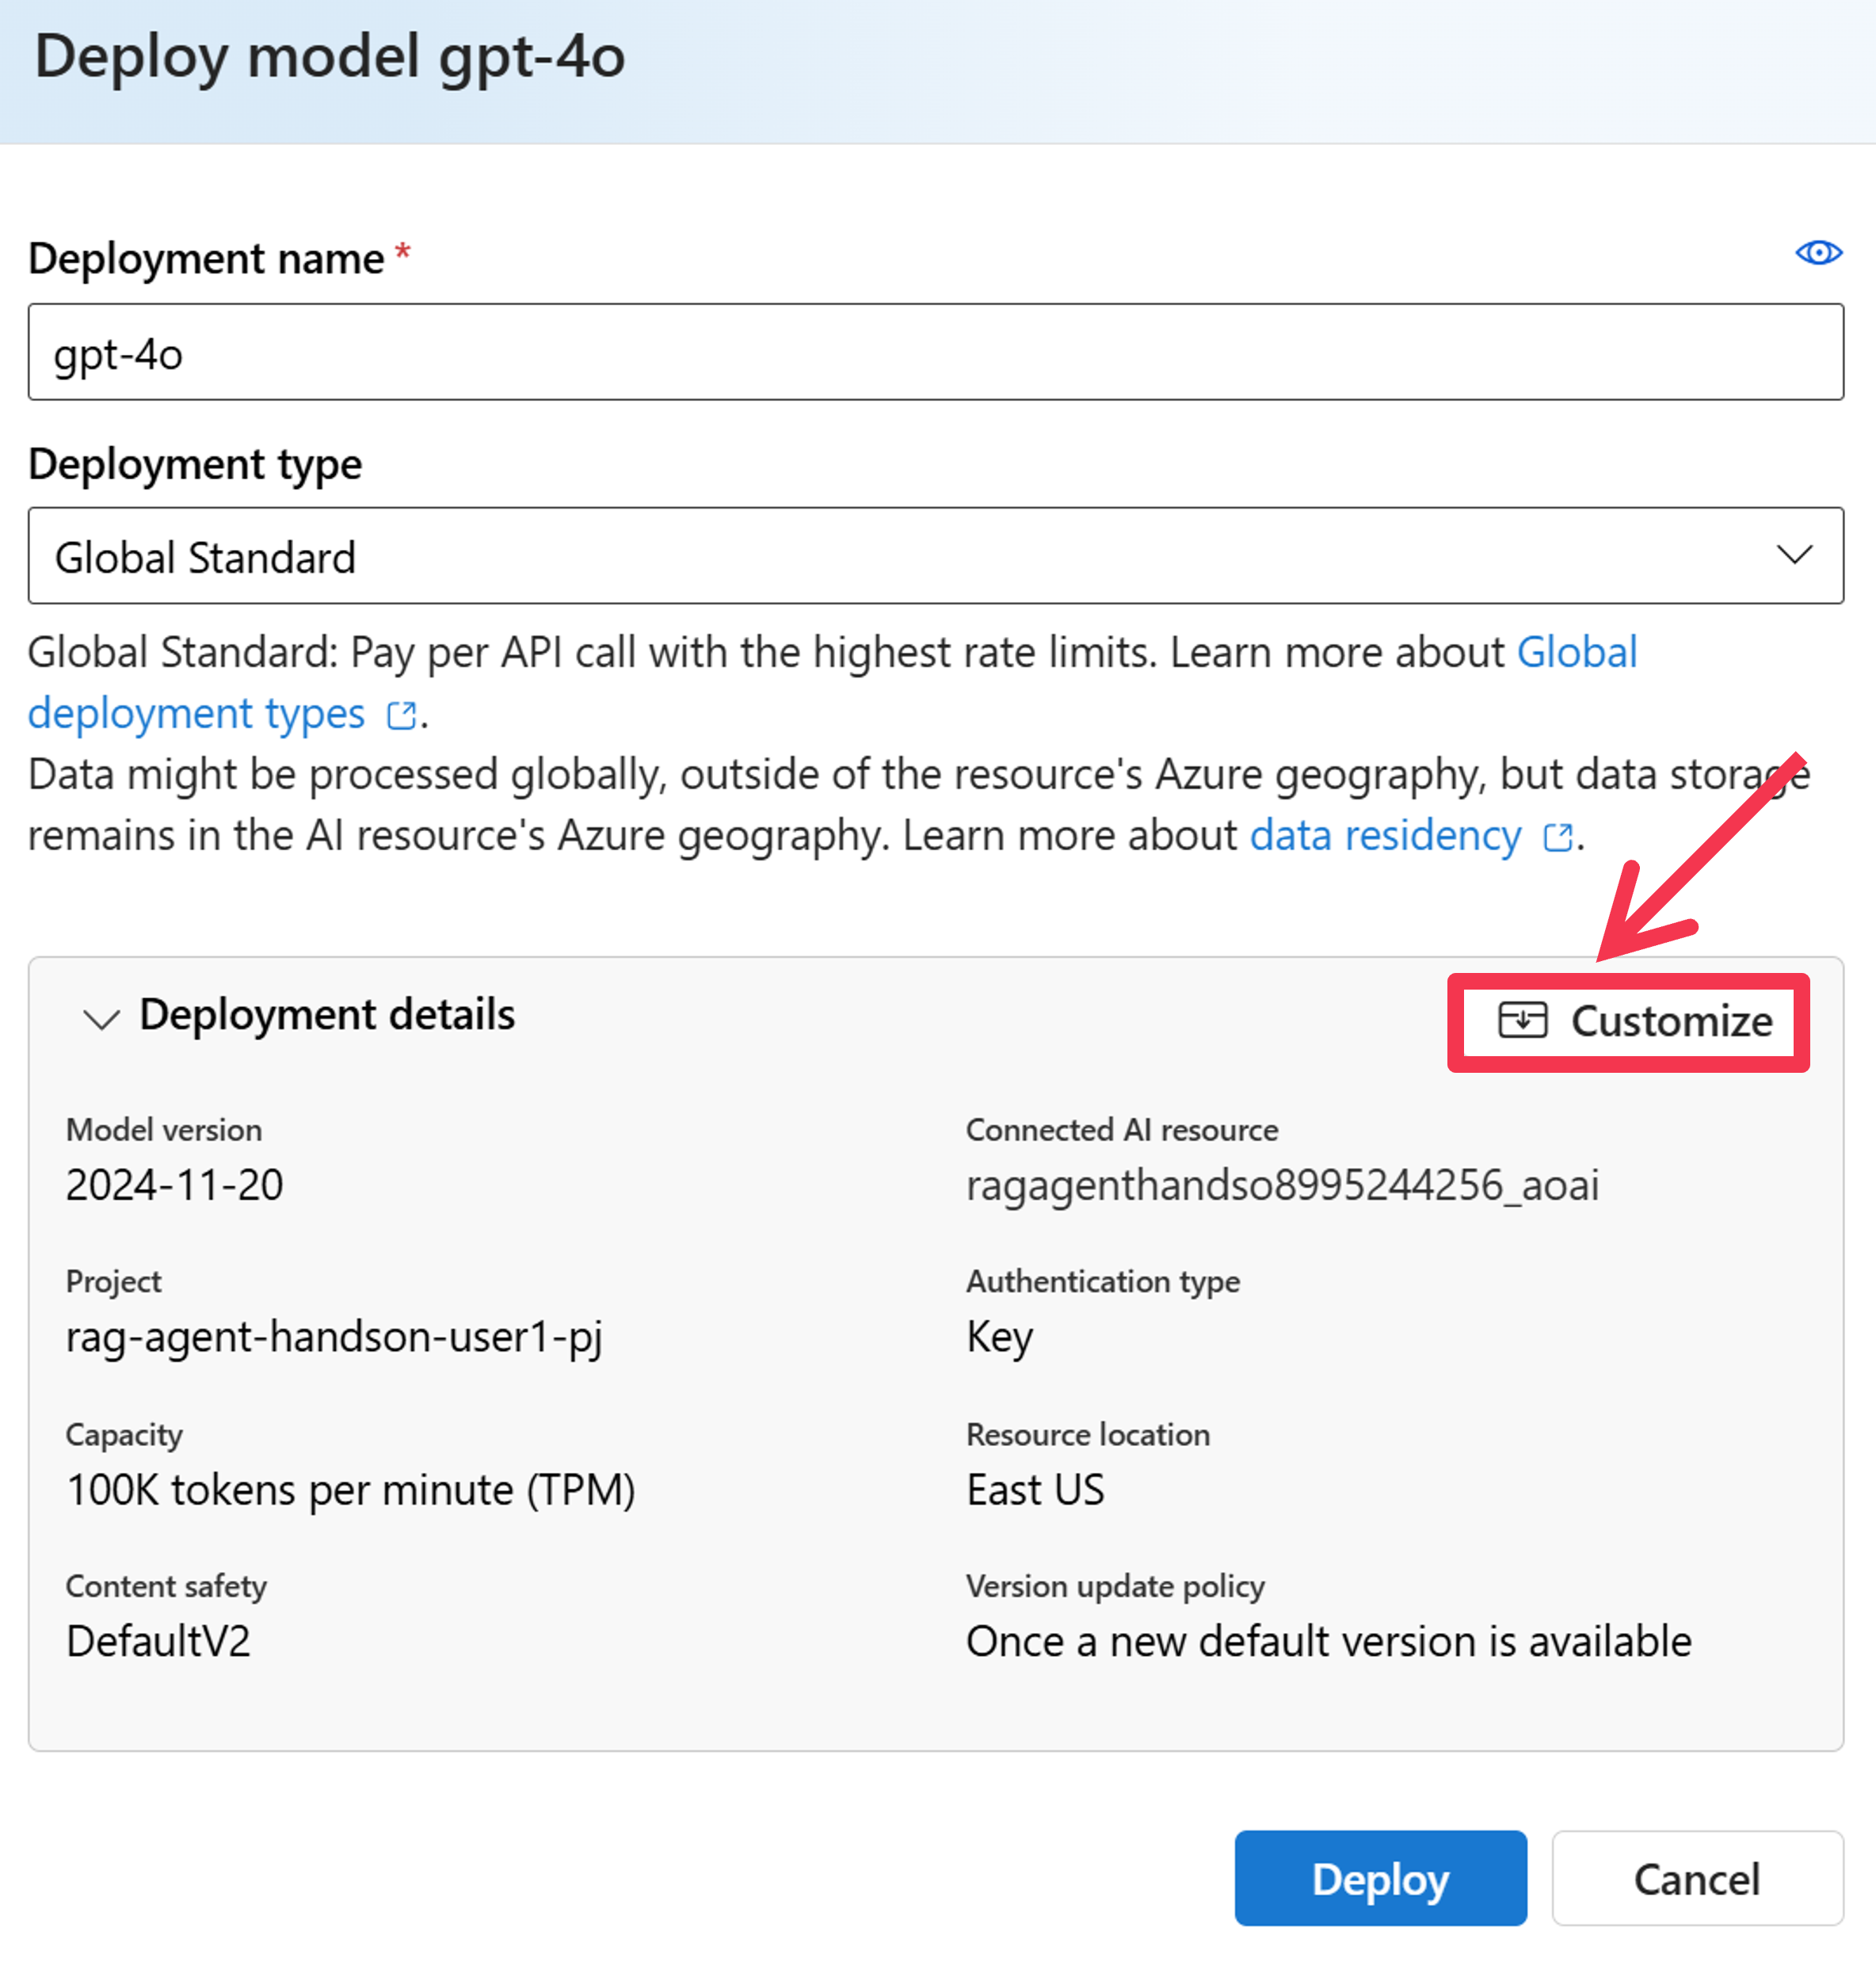 Deploy model gpt-4o
Deployment name *
gpt-4o
Deployment type
Global Standard
Global Standard: Pay per API call with the highest rate limits. Learn more about Global
deployment types.
Data might be processed globally, outside of the resource's Azure geography, but data storage
remains in the AI resource's Azure geography. Learn more about data residency.
Deployment details
Customize
Model version
2024-11-20
Connected AI resource
ragagenthandso8995244256_aoai
Project
rag-agent-handson-user1-pj
Authentication type
Key
Capacity
100K tokens per minute (TPM)
Resource location
East US
Content safety
DefaultV2
Version update policy
Once a new default version is available
Deploy
Cancel